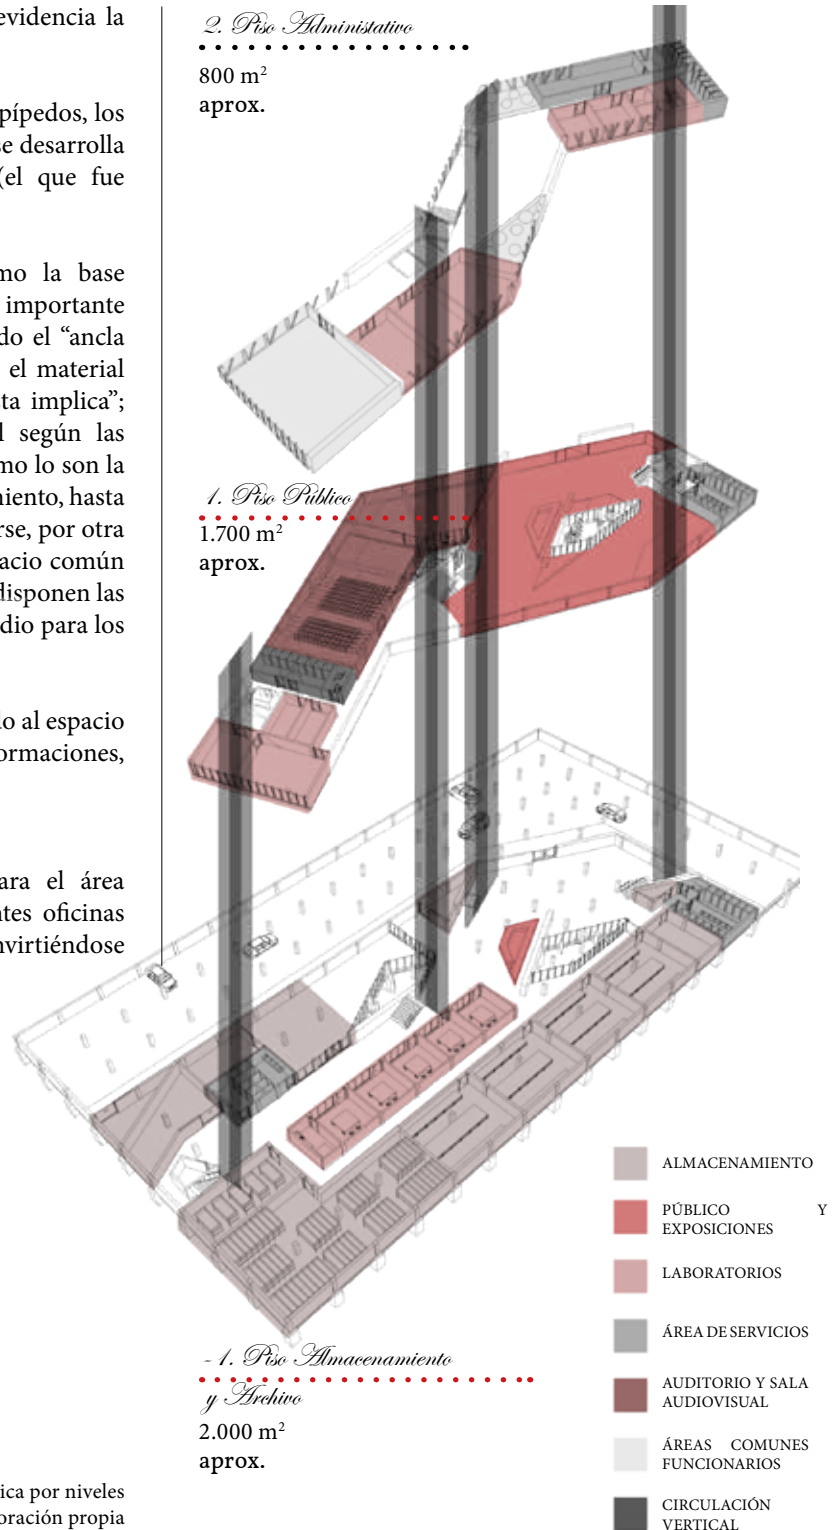 evidencia la
pípedos, los
se desarrolla
(el que fue
mo la base
importante
do el “ancla
el material
ta implica”;
l según las
mo lo son la
miento, hasta
rse, por otra
pacio común
disponen las
dio para los
do al espacio
ormaciones,
ara el área
ntes oficinas
nvirtiéndose
ica por niveles
oración propia
2. Piso Administativo
800 m²
aprox.
1. Piso Público
1.700 m²
aprox.
-1. Piso Almacenamiento
y Archivo
2.000 m²
aprox.
ALMACENAMIENTO
PÚBLICO Y
EXPOSICIONES
LABORATORIOS
ÁREA DE SERVICIOS
AUDITORIO Y SALA
AUDIOVISUAL
ÁREAS COMUNES
FUNCIONARIOS
CIRCULACIÓN
VERTICAL